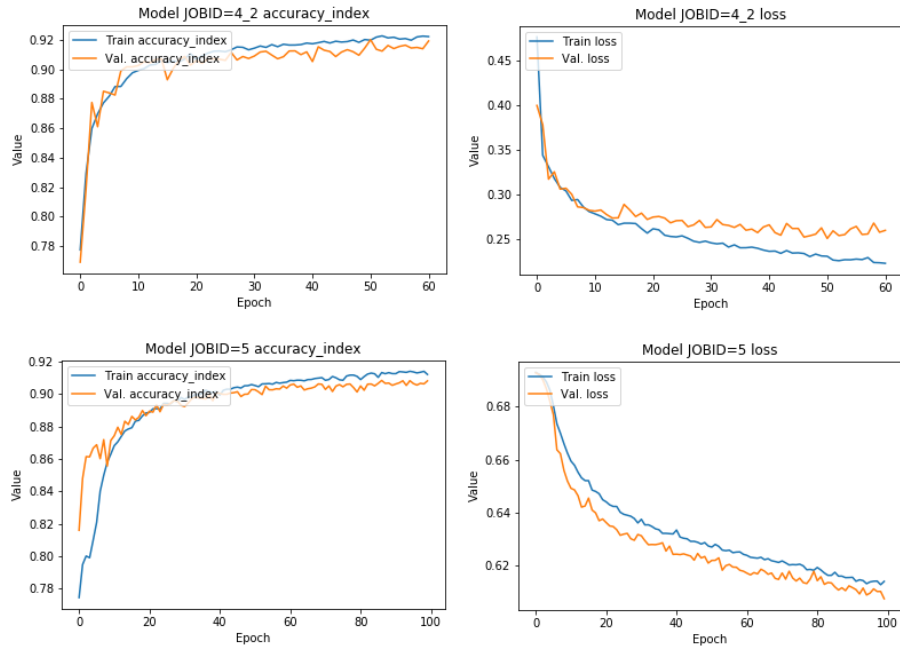 Model JOBID=4_2 accuracy_index
Train accuracy_index
Val. accuracy_index
0.92
0.90
0.88
0.86
0.84
0.82
0.80
0.78
Value
0 10 20 30 40 50 60
Epoch
Model JOBID=4_2 loss
Train loss
Val. loss
0.45
0.40
0.35
0.30
0.25
Value
0 10 20 30 40 50 60
Epoch
Model JOBID=5 accuracy_index
Train accuracy_index
Val. accuracy_index
0.92
0.90
0.88
0.86
0.84
0.82
0.80
0.78
Value
0 20 40 60 80 100
Epoch
Model JOBID=5 loss
Train loss
Val. loss
0.68
0.66
0.64
0.62
Value
0 20 40 60 80 100
Epoch